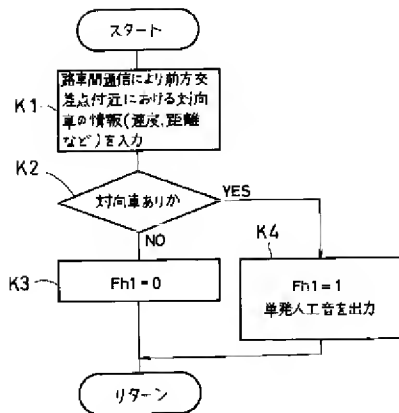 スタート
K1
路車間通信により前方交
差点付近における対向
車の情報(速度、距離
など)を入力
K2
対向車ありか
YES
NO
K3
Fh1=0
K4
Fh1=1
単発人工音を出力
リターン